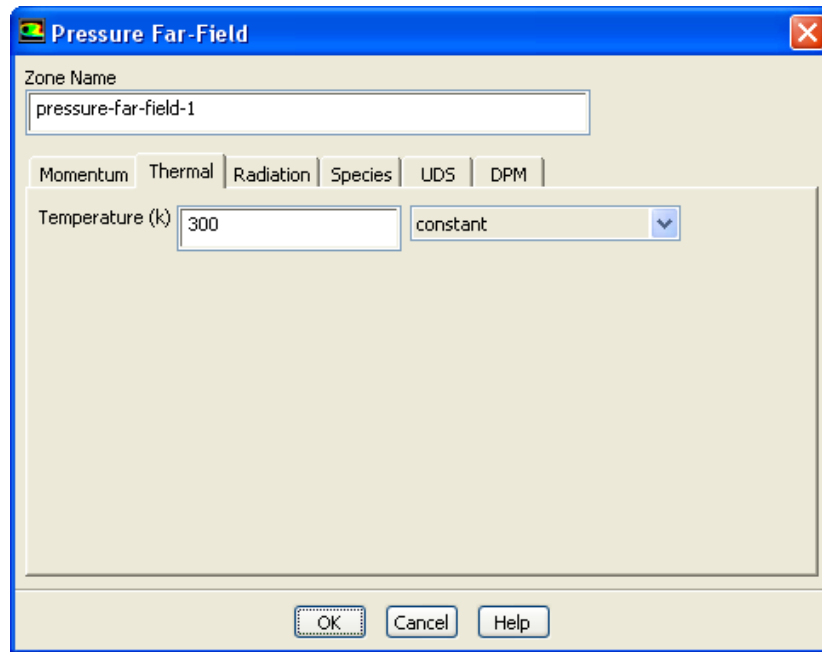 Pressure Far-Field
Zone Name
pressure-far-field-1
Momentum Thermal Radiation Species UDS DPM
Temperature (k) 300 constant
OK Cancel Help